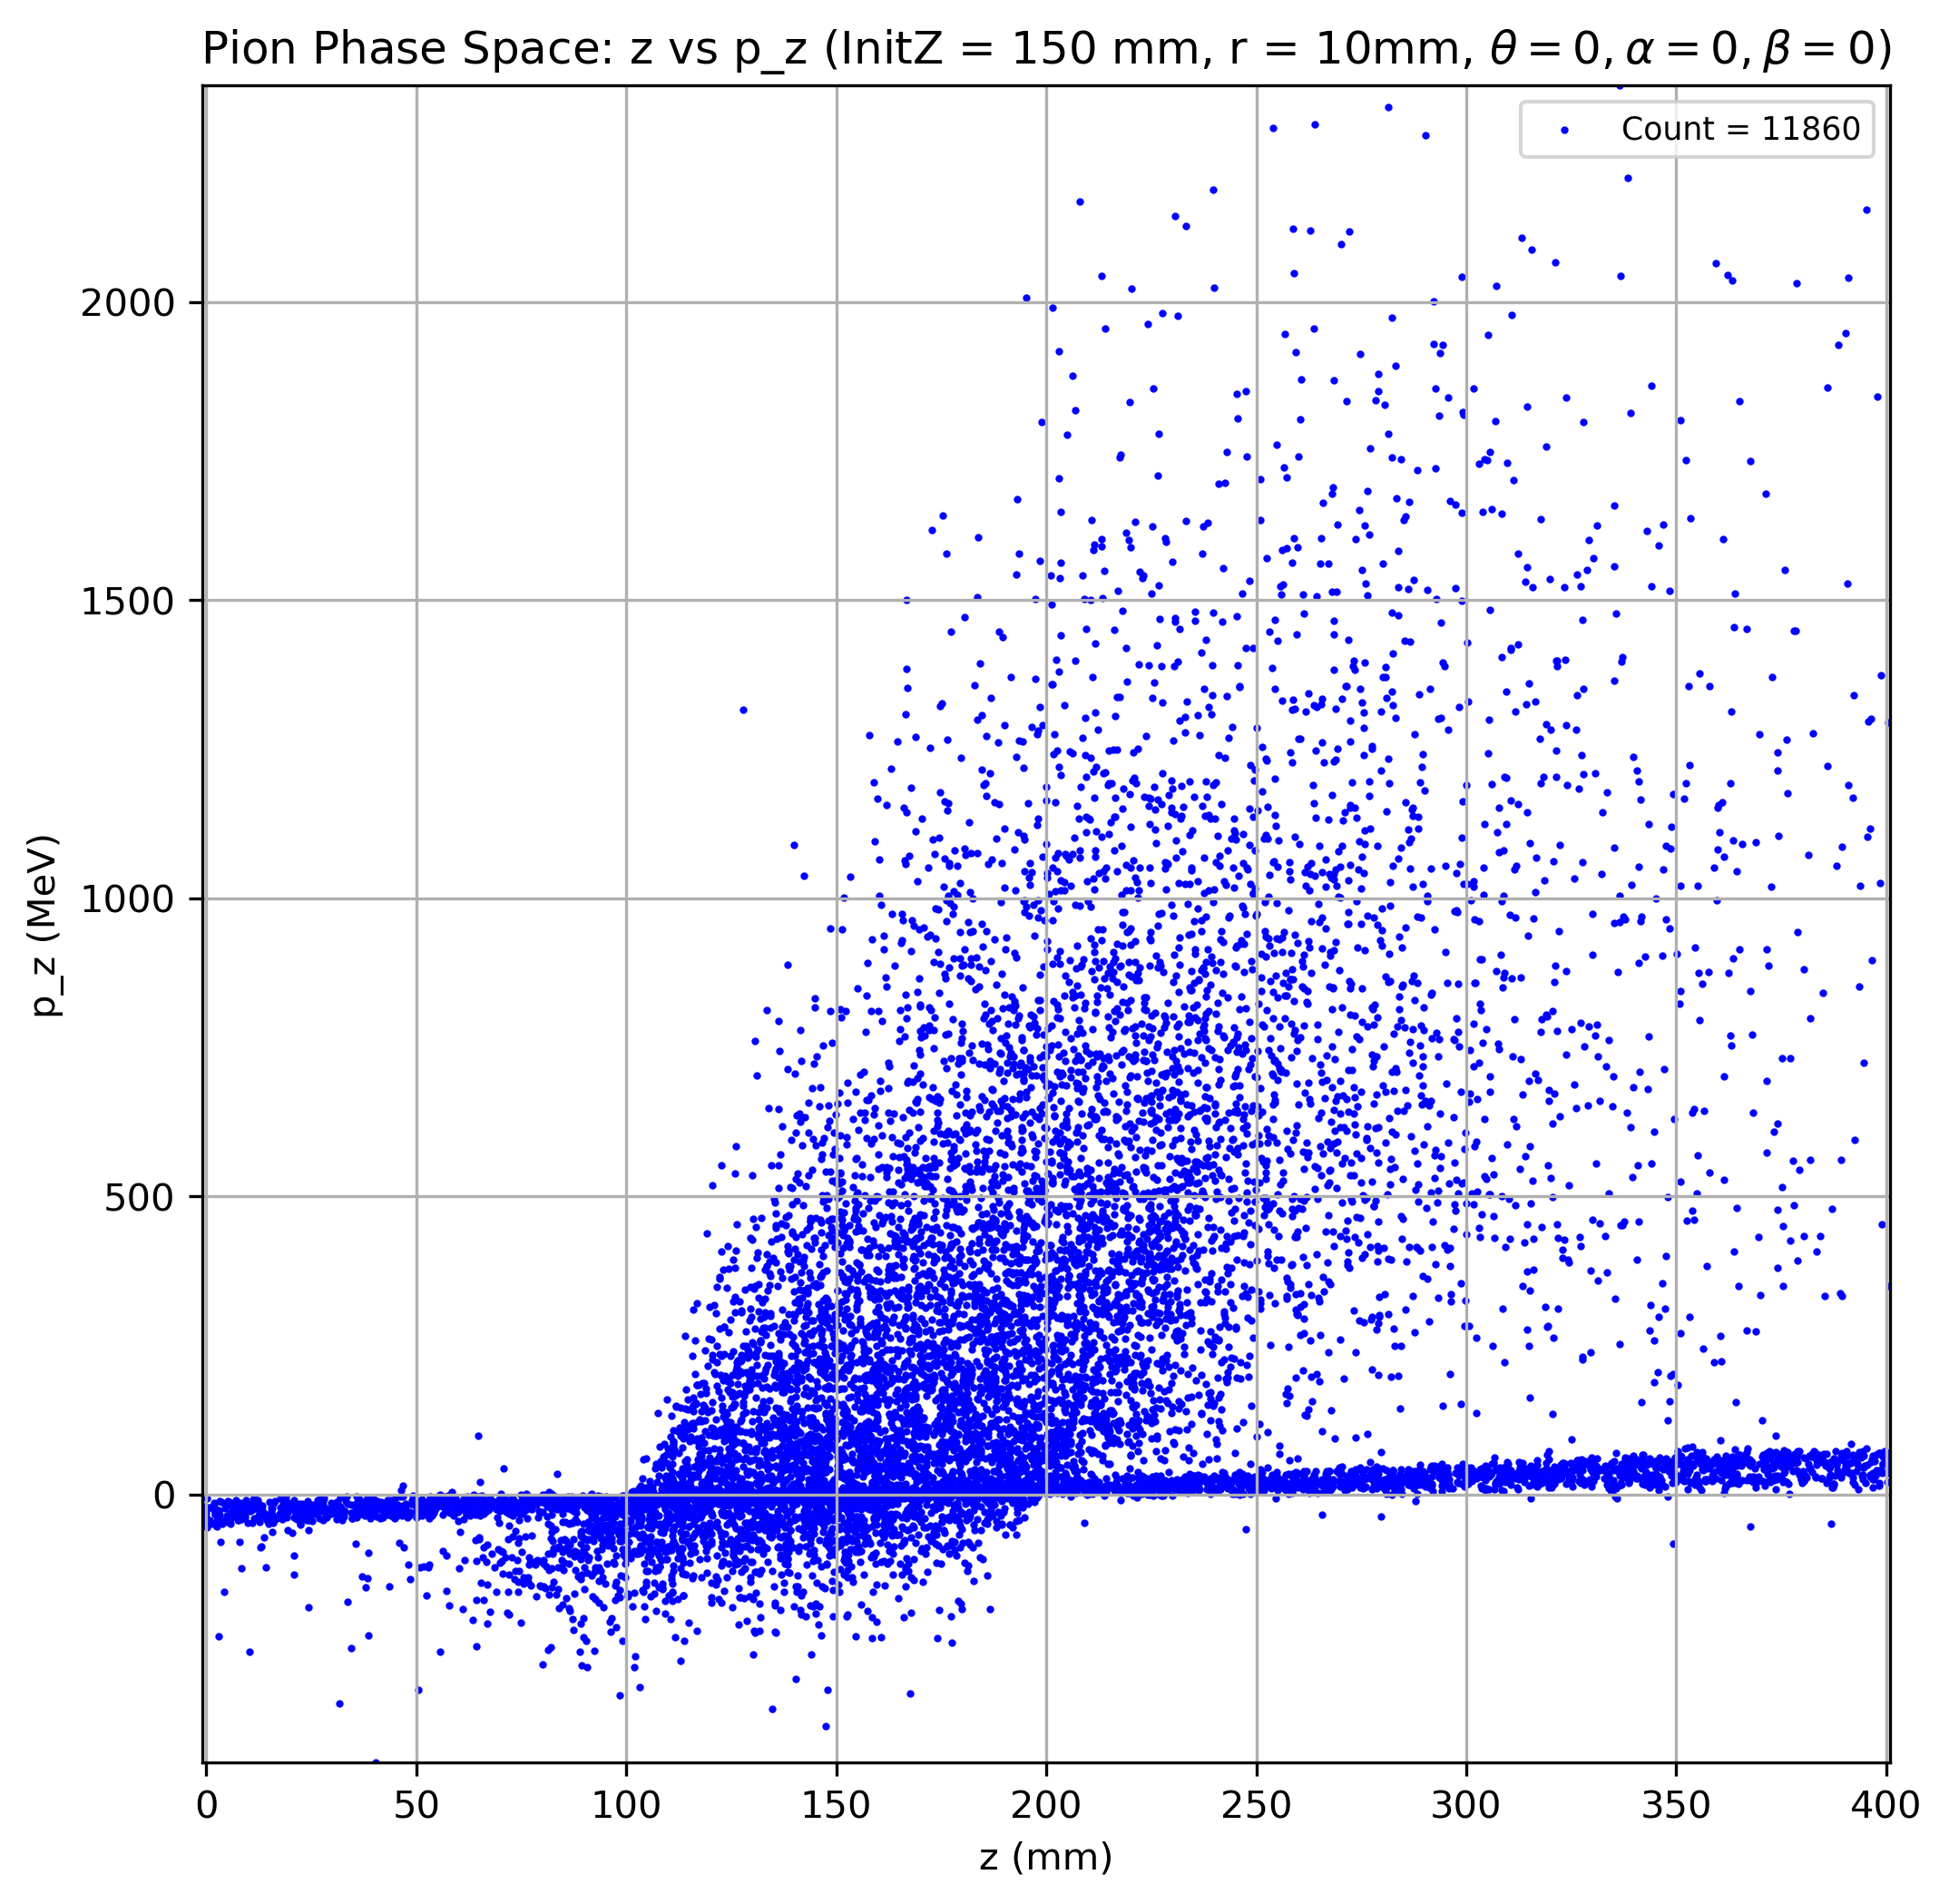 Pion Phase Space: z vs p_z (InitZ = 150 mm, r = 10mm, θ = 0, α = 0, β = 0)
Count = 11860
2000
1500
1000
500
0
p_z (MeV)
0 50 100 150 200 250 300 350 400
z (mm)